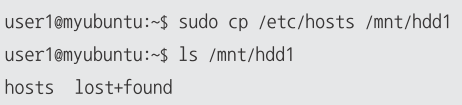 user1@myubuntu:~$ sudo cp /etc/hosts /mnt/hdd1
user1@myubuntu:~$ ls /mnt/hdd1
hosts  lost+found